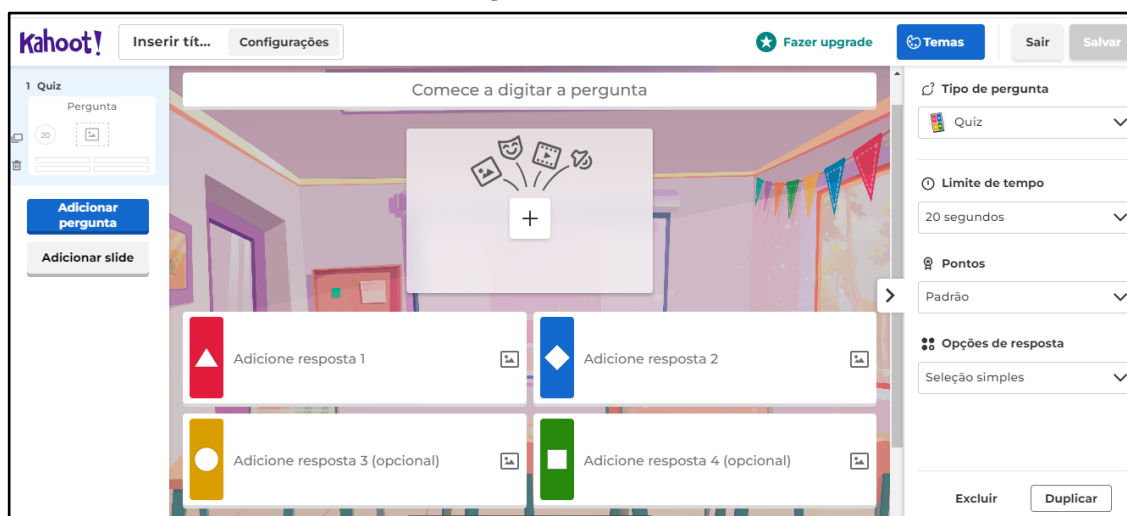 Kahoot!
Inserir tít...
Configurações
Fazer upgrade
Temas
Sair
Salvar
1 Quiz
Pergunta
20
Adicionar
pergunta
Adicionar slide
Comece a digitar a pergunta
Adicione resposta 1
Adicione resposta 2
Adicione resposta 3 (opcional)
Adicione resposta 4 (opcional)
Tipo de pergunta
Quiz
Limite de tempo
20 segundos
Pontos
Padrão
Opções de resposta
Seleção simples
Excluir
Duplicar